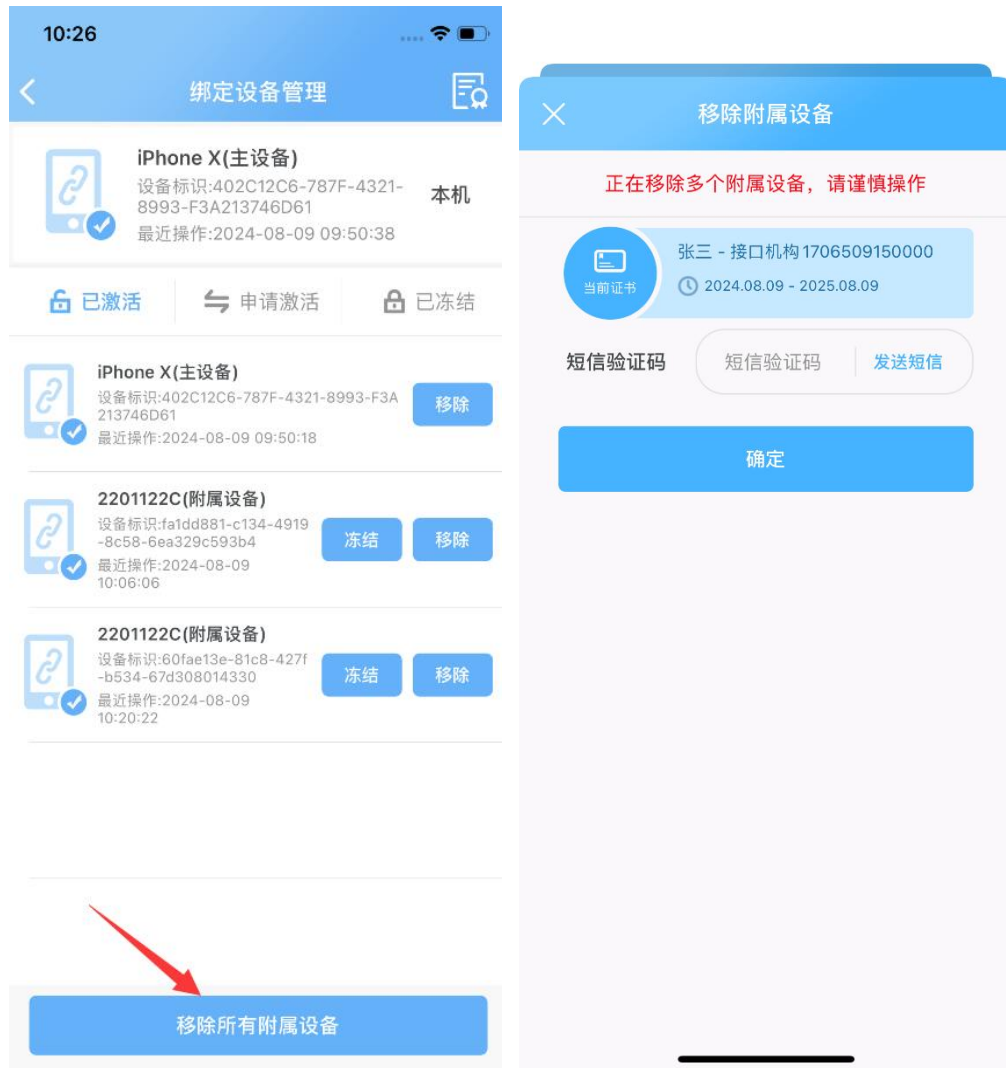 10:26
绑定设备管理
iPhone X(主设备)
设备标识:402C12C6-787F-4321-
8993-F3A213746D61
最近操作:2024-08-09 09:50:38
本机
已激活
申请激活
已冻结
iPhone X(主设备)
设备标识:402C12C6-787F-4321-8993-F3A
213746D61
最近操作:2024-08-09 09:50:18
移除
2201122C(附属设备)
设备标识:fa1dd881-c134-4919
-8c58-6ea329c593b4
最近操作:2024-08-09
10:06:06
冻结
移除
2201122C(附属设备)
设备标识:60fae13e-81c8-427f
-b534-67d308014330
最近操作:2024-08-09
10:20:22
冻结
移除
移除所有附属设备
移除附属设备
正在移除多个附属设备，请谨慎操作
当前证书
张三 - 接口机构1706509150000
2024.08.09 - 2025.08.09
短信验证码
短信验证码
发送短信
确定